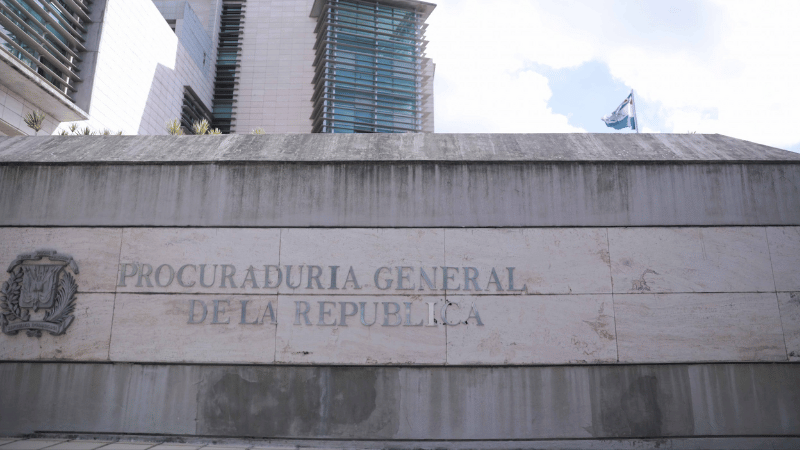 PROCURADURIA GENERAL
DE LA REPUBLICA